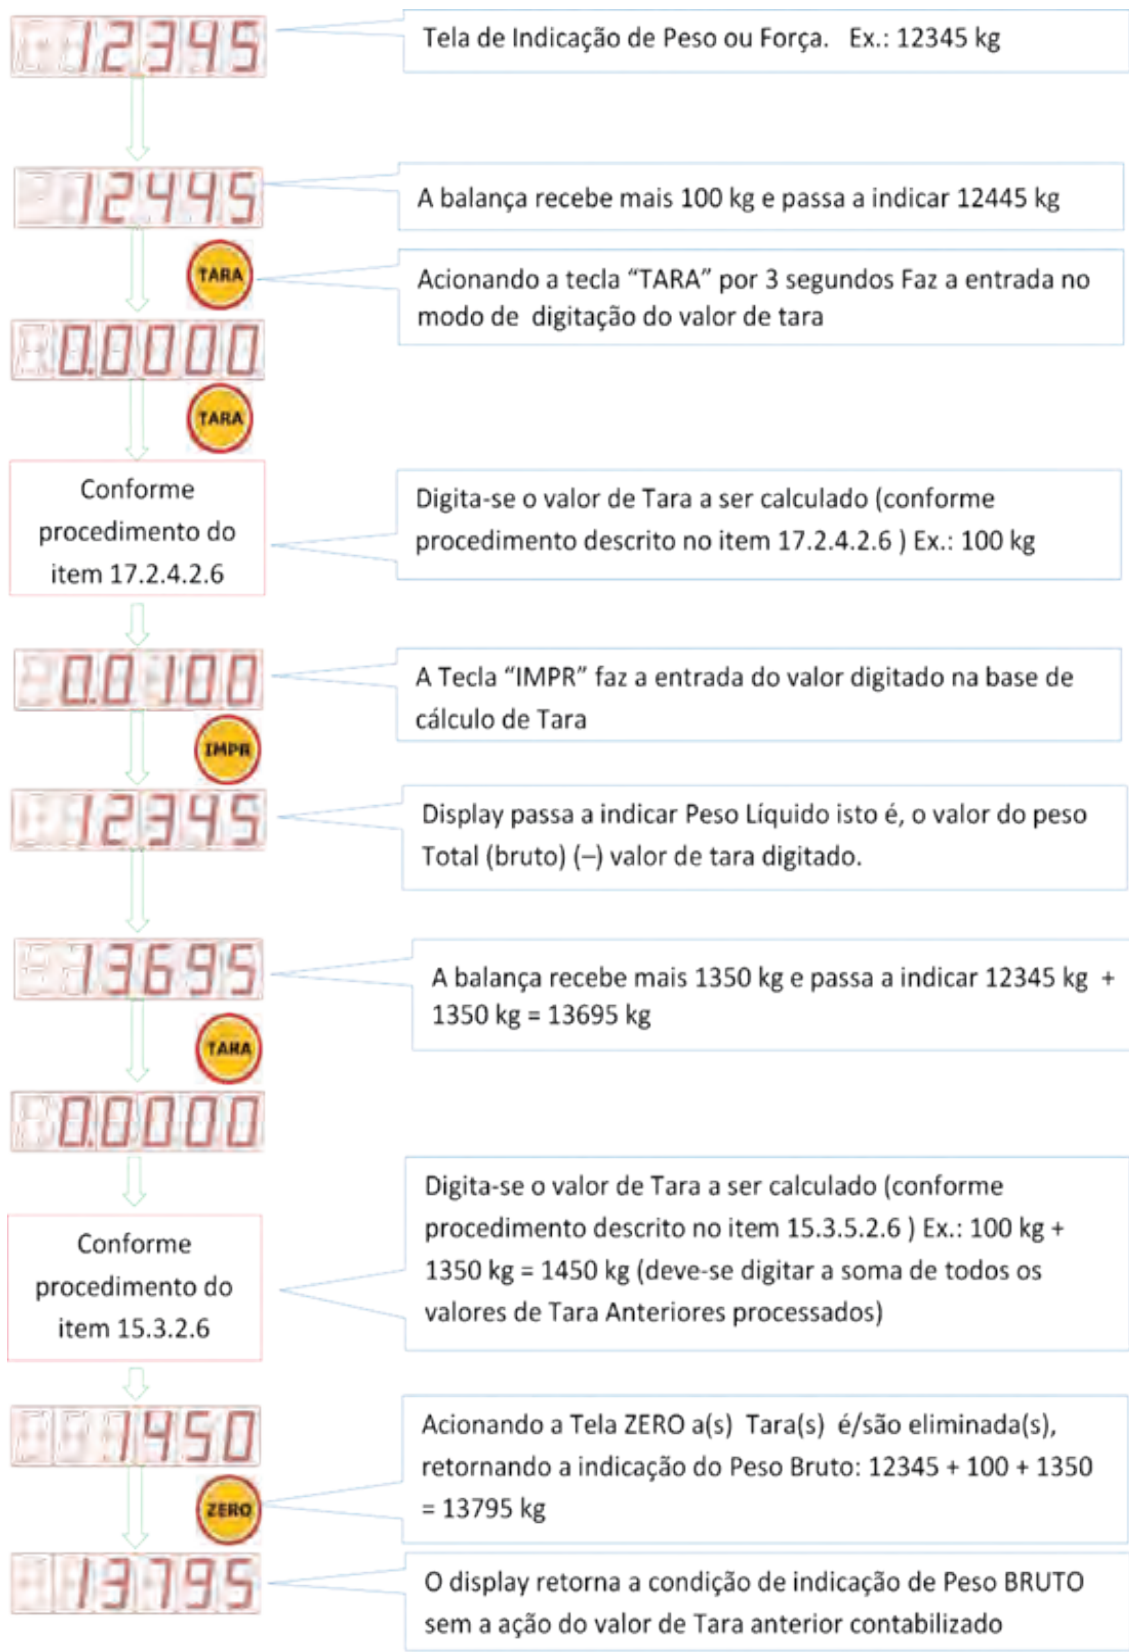 12345
Tela de Indicação de Peso ou Força. Ex.: 12345 kg
12445
A balança recebe mais 100 kg e passa a indicar 12445 kg
TARA
Acionando a tecla “TARA” por 3 segundos Faz a entrada no
modo de digitação do valor de tara
0.0000
TARA
Conforme
procedimento do
item 17.2.4.2.6
Digita-se o valor de Tara a ser calculado (conforme
procedimento descrito no item 17.2.4.2.6 ) Ex.: 100 kg
0.0100
A Tecla “IMPR” faz a entrada do valor digitado na base de
cálculo de Tara
IMPR
12345
Display passa a indicar Peso Líquido isto é, o valor do peso
Total (bruto) (–) valor de tara digitado.
13695
A balança recebe mais 1350 kg e passa a indicar 12345 kg +
1350 kg = 13695 kg
TARA
0.0000
Conforme
procedimento do
item 15.3.2.6
Digita-se o valor de Tara a ser calculado (conforme
procedimento descrito no item 15.3.5.2.6 ) Ex.: 100 kg +
1350 kg = 1450 kg (deve-se digitar a soma de todos os
valores de Tara Anteriores processados)
1450
Acionando a Tela ZERO a(s) Tara(s) é/são eliminada(s),
retornando a indicação do Peso Bruto: 12345 + 100 + 1350
= 13795 kg
ZERO
13795
O display retorna a condição de indicação de Peso BRUTO
sem a ação do valor de Tara anterior contabilizado